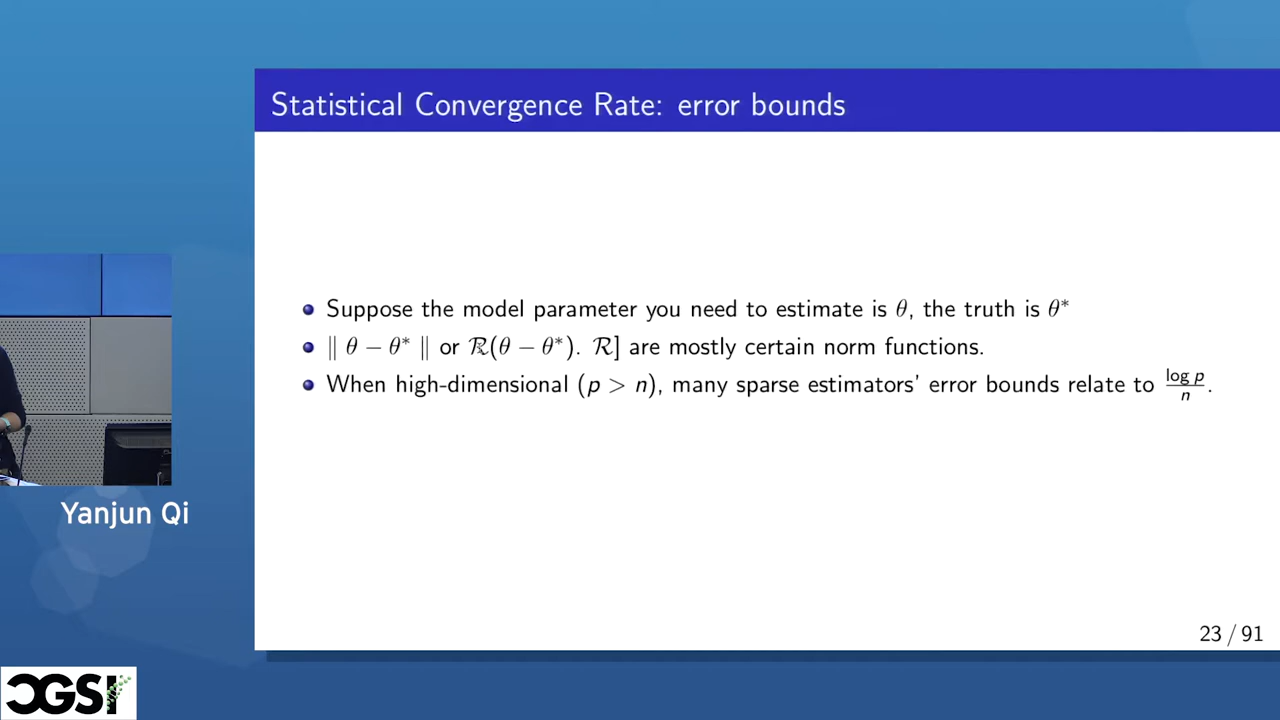 Statistical Convergence Rate: error bounds
Suppose the model parameter you need to estimate is θ, the truth is θ*
‖ θ − θ* ‖ or ℛ(θ − θ*). ℛ] are mostly certain norm functions.
When high-dimensional (p > n), many sparse estimators' error bounds relate to log p / n.
23 / 91
Yanjun Qi
CGSI